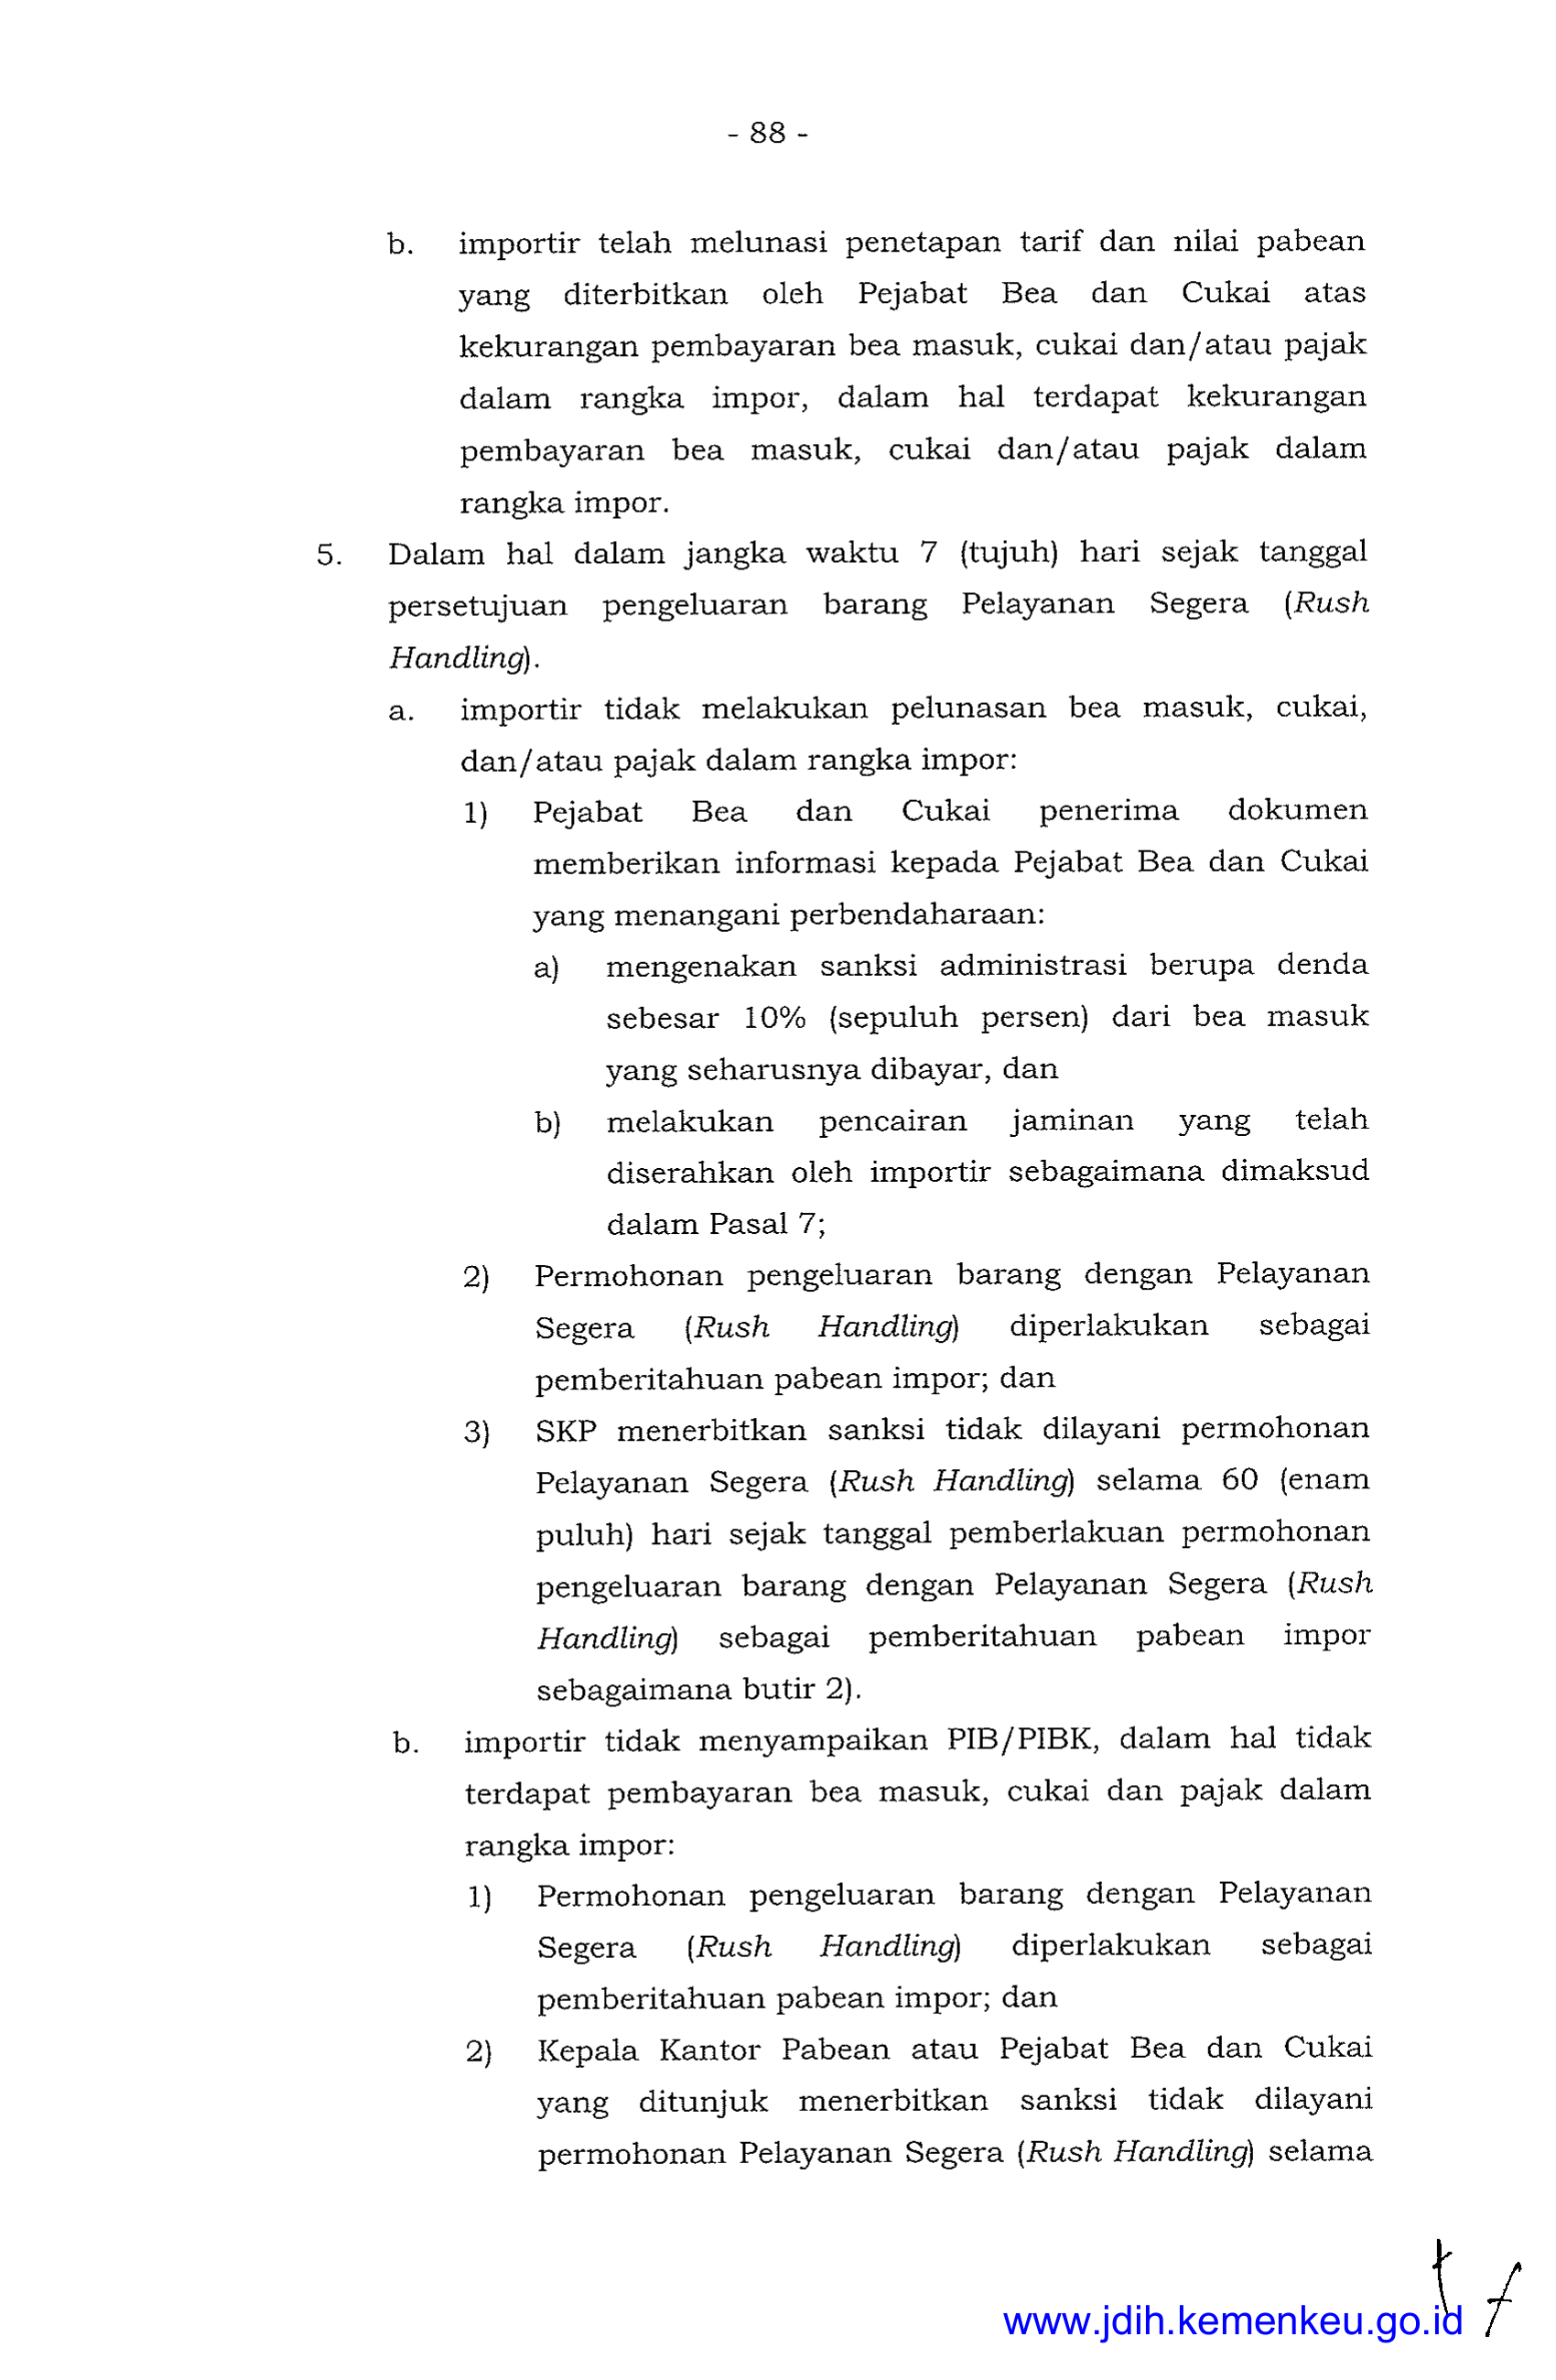 - 88 -
b. importir telah melunasi penetapan tarif dan nilai pabean
yang diterbitkan oleh Pejabat Bea dan Cukai atas
kekurangan pembayaran bea masuk, cukai dan/atau pajak
dalam rangka impor, dalam hal terdapat kekurangan
pembayaran bea masuk, cukai dan/atau pajak dalam
rangka impor.
5. Dalam hal dalam jangka waktu 7 (tujuh) hari sejak tanggal
persetujuan pengeluaran barang Pelayanan Segera (Rush
Handling).
a. importir tidak melakukan pelunasan bea masuk, cukai,
dan/atau pajak dalam rangka impor:
1) Pejabat Bea dan Cukai penerima dokumen
memberikan informasi kepada Pejabat Bea dan Cukai
yang menangani perbendaharaan:
a) mengenakan sanksi administrasi berupa denda
sebesar 10% (sepuluh persen) dari bea masuk
yang seharusnya dibayar, dan
b) melakukan pencairan jaminan yang telah
diserahkan oleh importir sebagaimana dimaksud
dalam Pasal 7;
2) Permohonan pengeluaran barang dengan Pelayanan
Segera (Rush Handling) diperlakukan sebagai
pemberitahuan pabean impor; dan
3) SKP menerbitkan sanksi tidak dilayani permohonan
Pelayanan Segera (Rush Handling) selama 60 (enam
puluh) hari sejak tanggal pemberlakuan permohonan
pengeluaran barang dengan Pelayanan Segera (Rush
Handling) sebagai pemberitahuan pabean impor
sebagaimana butir 2).
b. importir tidak menyampaikan PIB/PIBK, dalam hal tidak
terdapat pembayaran bea masuk, cukai dan pajak dalam
rangka impor:
1) Permohonan pengeluaran barang dengan Pelayanan
Segera (Rush Handling) diperlakukan sebagai
pemberitahuan pabean impor; dan
2) Kepala Kantor Pabean atau Pejabat Bea dan Cukai
yang ditunjuk menerbitkan sanksi tidak dilayani
permohonan Pelayanan Segera (Rush Handling) selama
www.jdih.kemenkeu.go.id